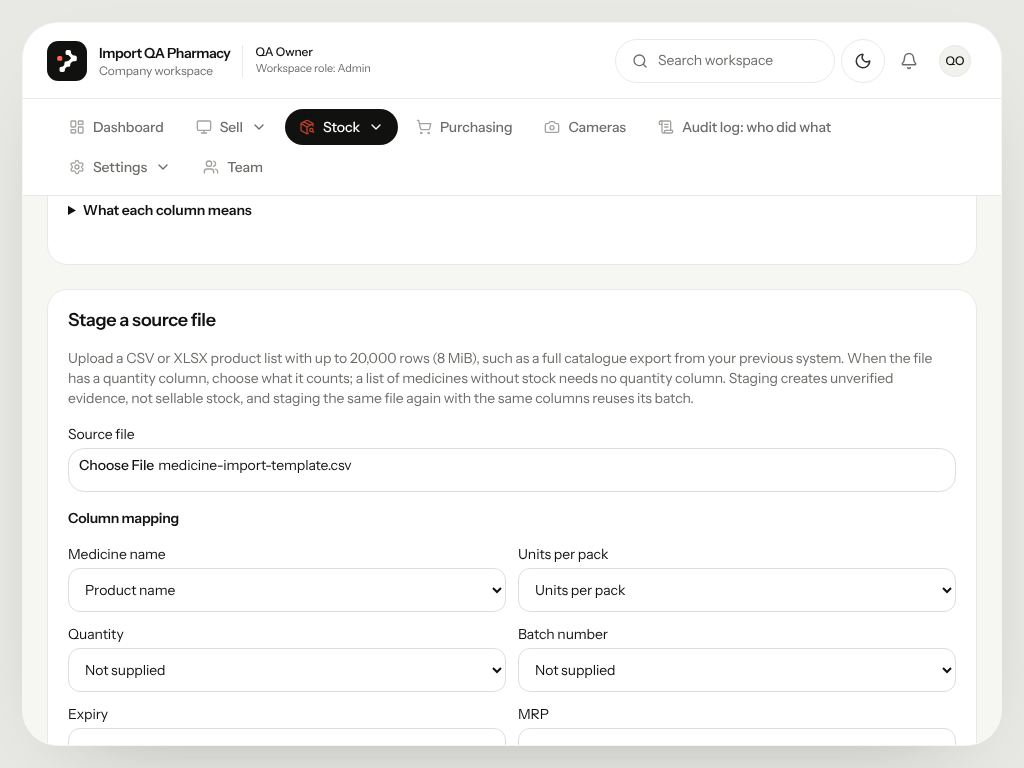 Import QA Pharmacy
Company workspace
QA Owner
Workspace role: Admin
Search workspace
QO
Dashboard
Sell
Stock
Purchasing
Cameras
Audit log: who did what
Settings
Team
What each column means
Stage a source file
Upload a CSV or XLSX product list with up to 20,000 rows (8 MiB), such as a full catalogue export from your previous system. When the file
has a quantity column, choose what it counts; a list of medicines without stock needs no quantity column. Staging creates unverified
evidence, not sellable stock, and staging the same file again with the same columns reuses its batch.
Source file
Choose File medicine-import-template.csv
Column mapping
Medicine name
Units per pack
Product name
Units per pack
Quantity
Batch number
Not supplied
Not supplied
Expiry
MRP